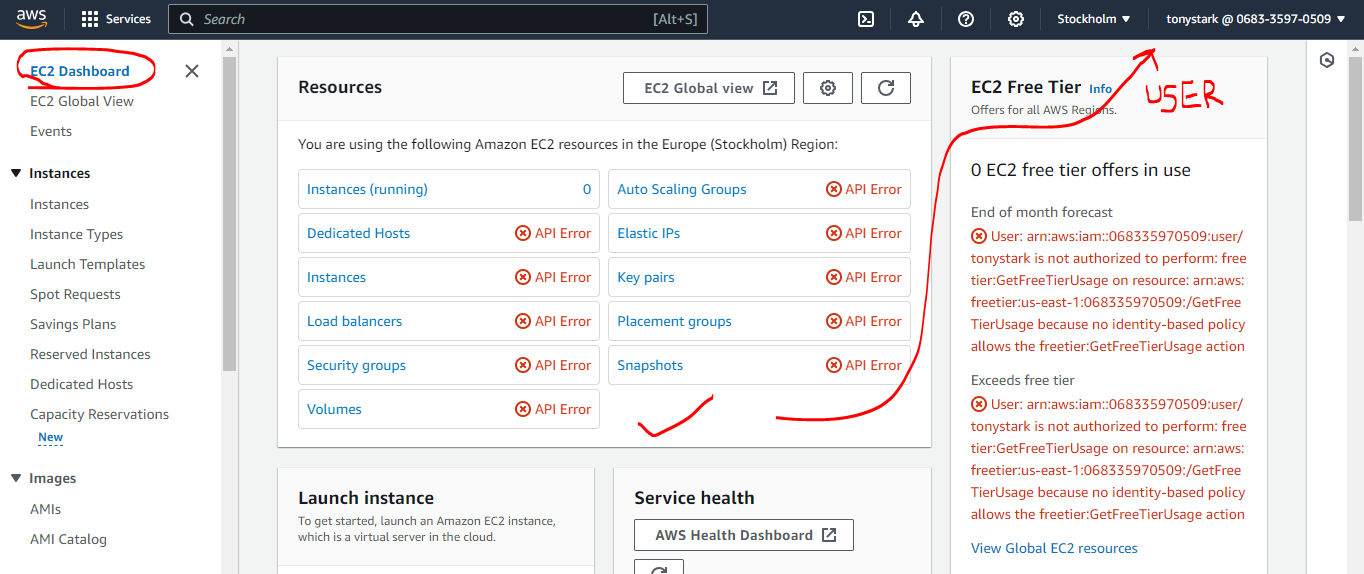 aws
Services
Search
[Alt+S]
Stockholm
tonystark @ 0683-3597-0509
EC2 Dashboard
EC2 Global View
Events
Instances
Instances
Instance Types
Launch Templates
Spot Requests
Savings Plans
Reserved Instances
Dedicated Hosts
Capacity Reservations
New
Images
AMIs
AMI Catalog
Resources
EC2 Global view
You are using the following Amazon EC2 resources in the Europe (Stockholm) Region:
Instances (running) 0
Auto Scaling Groups API Error
Dedicated Hosts API Error
Elastic IPs API Error
Instances API Error
Key pairs API Error
Load balancers API Error
Placement groups API Error
Security groups API Error
Snapshots API Error
Volumes API Error
Launch instance
To get started, launch an Amazon EC2 instance,
which is a virtual server in the cloud.
Service health
AWS Health Dashboard
EC2 Free Tier Info
USER
Offers for all AWS Regions.
0 EC2 free tier offers in use
End of month forecast
User: arn:aws:iam::068335970509:user/
tonystark is not authorized to perform: free
tier:GetFreeTierUsage on resource: arn:aws:
freetier:us-east-1:068335970509:/GetFree
TierUsage because no identity-based policy
allows the freetier:GetFreeTierUsage action
Exceeds free tier
User: arn:aws:iam::068335970509:user/
tonystark is not authorized to perform: free
tier:GetFreeTierUsage on resource: arn:aws:
freetier:us-east-1:068335970509:/GetFree
TierUsage because no identity-based policy
allows the freetier:GetFreeTierUsage action
View Global EC2 resources